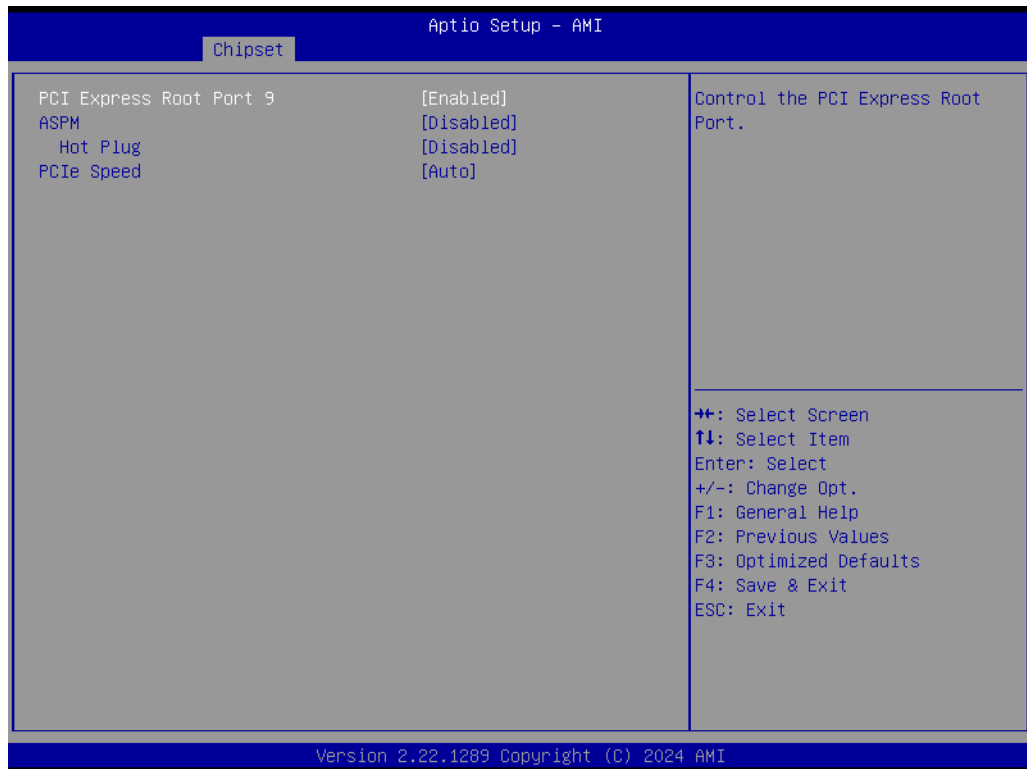 Aptio Setup – AMI
Chipset
PCI Express Root Port 9 [Enabled]
ASPM [Disabled]
Hot Plug [Disabled]
PCIe Speed [Auto]
Control the PCI Express Root
Port.
→←: Select Screen
↑↓: Select Item
Enter: Select
+/-: Change Opt.
F1: General Help
F2: Previous Values
F3: Optimized Defaults
F4: Save & Exit
ESC: Exit
Version 2.22.1289 Copyright (C) 2024 AMI